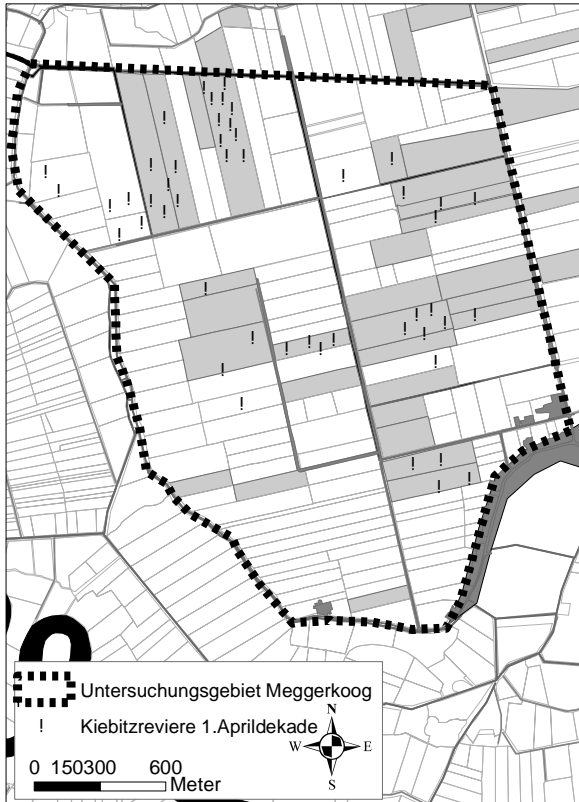 Untersuchungsgebiet Meggerkoog
! Kiebitzreviere 1.Aprildekade
N
W E
S
0 150300 600
Meter